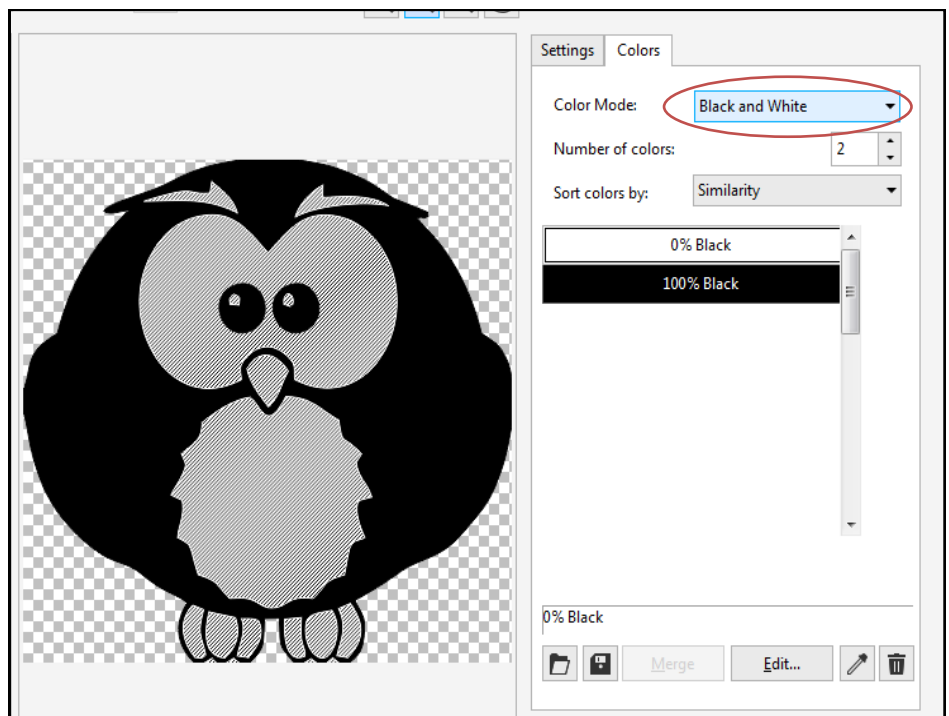 Settings Colors
Color Mode: Black and White
Number of colors: 2
Sort colors by: Similarity
0% Black
100% Black
0% Black
Merge Edit...